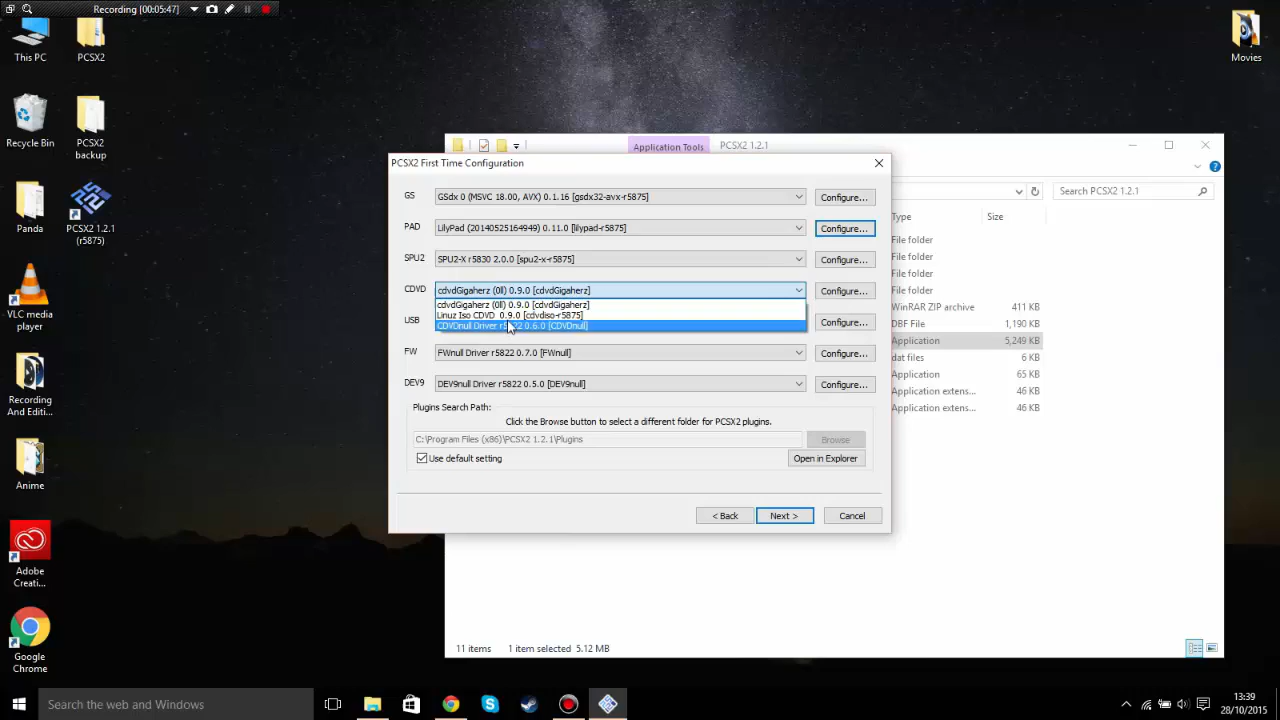 Recording [00:05:47]
This PC
PCSX2
Movies
Recycle Bin
PCSX2
backup
Panda
PCSX2 1.2.1
(r5875)
VLC media
player
Recording
And Editi...
Anime
Adobe
Creati...
Google
Chrome
Application Tools
PCSX2 1.2.1
Search PCSX2 1.2.1
Type
Size
File folder
File folder
File folder
File folder
WinRAR ZIP archive
411 KB
DBF File
1,190 KB
Application
5,249 KB
dat files
6 KB
Application
65 KB
Application extens...
46 KB
Application extens...
46 KB
11 items
1 item selected 5.12 MB
PCSX2 First Time Configuration
GS
GSdx 0 (MSVC 18.00, AVX) 0.1.16 [gsdx32-avx-r5875]
Configure...
PAD
LilyPad (20140525164949) 0.11.0 [lilypad-r5875]
Configure...
SPU2
SPU2-X r5830 2.0.0 [spu2-x-r5875]
Configure...
CDVD
cdvdGigaherz (0ll) 0.9.0 [cdvdGigaherz]
Configure...
cdvdGigaherz (0ll) 0.9.0 [cdvdGigaherz]
Linuz Iso CDVD 0.9.0 [cdvdiso-r5875]
CDVDnull Driver r5822 0.6.0 [CDVDnull]
USB
Configure...
FW
FWnull Driver r5822 0.7.0 [FWnull]
Configure...
DEV9
DEV9null Driver r5822 0.5.0 [DEV9null]
Configure...
Plugins Search Path:
Click the Browse button to select a different folder for PCSX2 plugins.
C:\Program Files (x86)\PCSX2 1.2.1\Plugins
Browse
Use default setting
Open in Explorer
< Back
Next >
Cancel
Search the web and Windows
13:39
28/10/2015